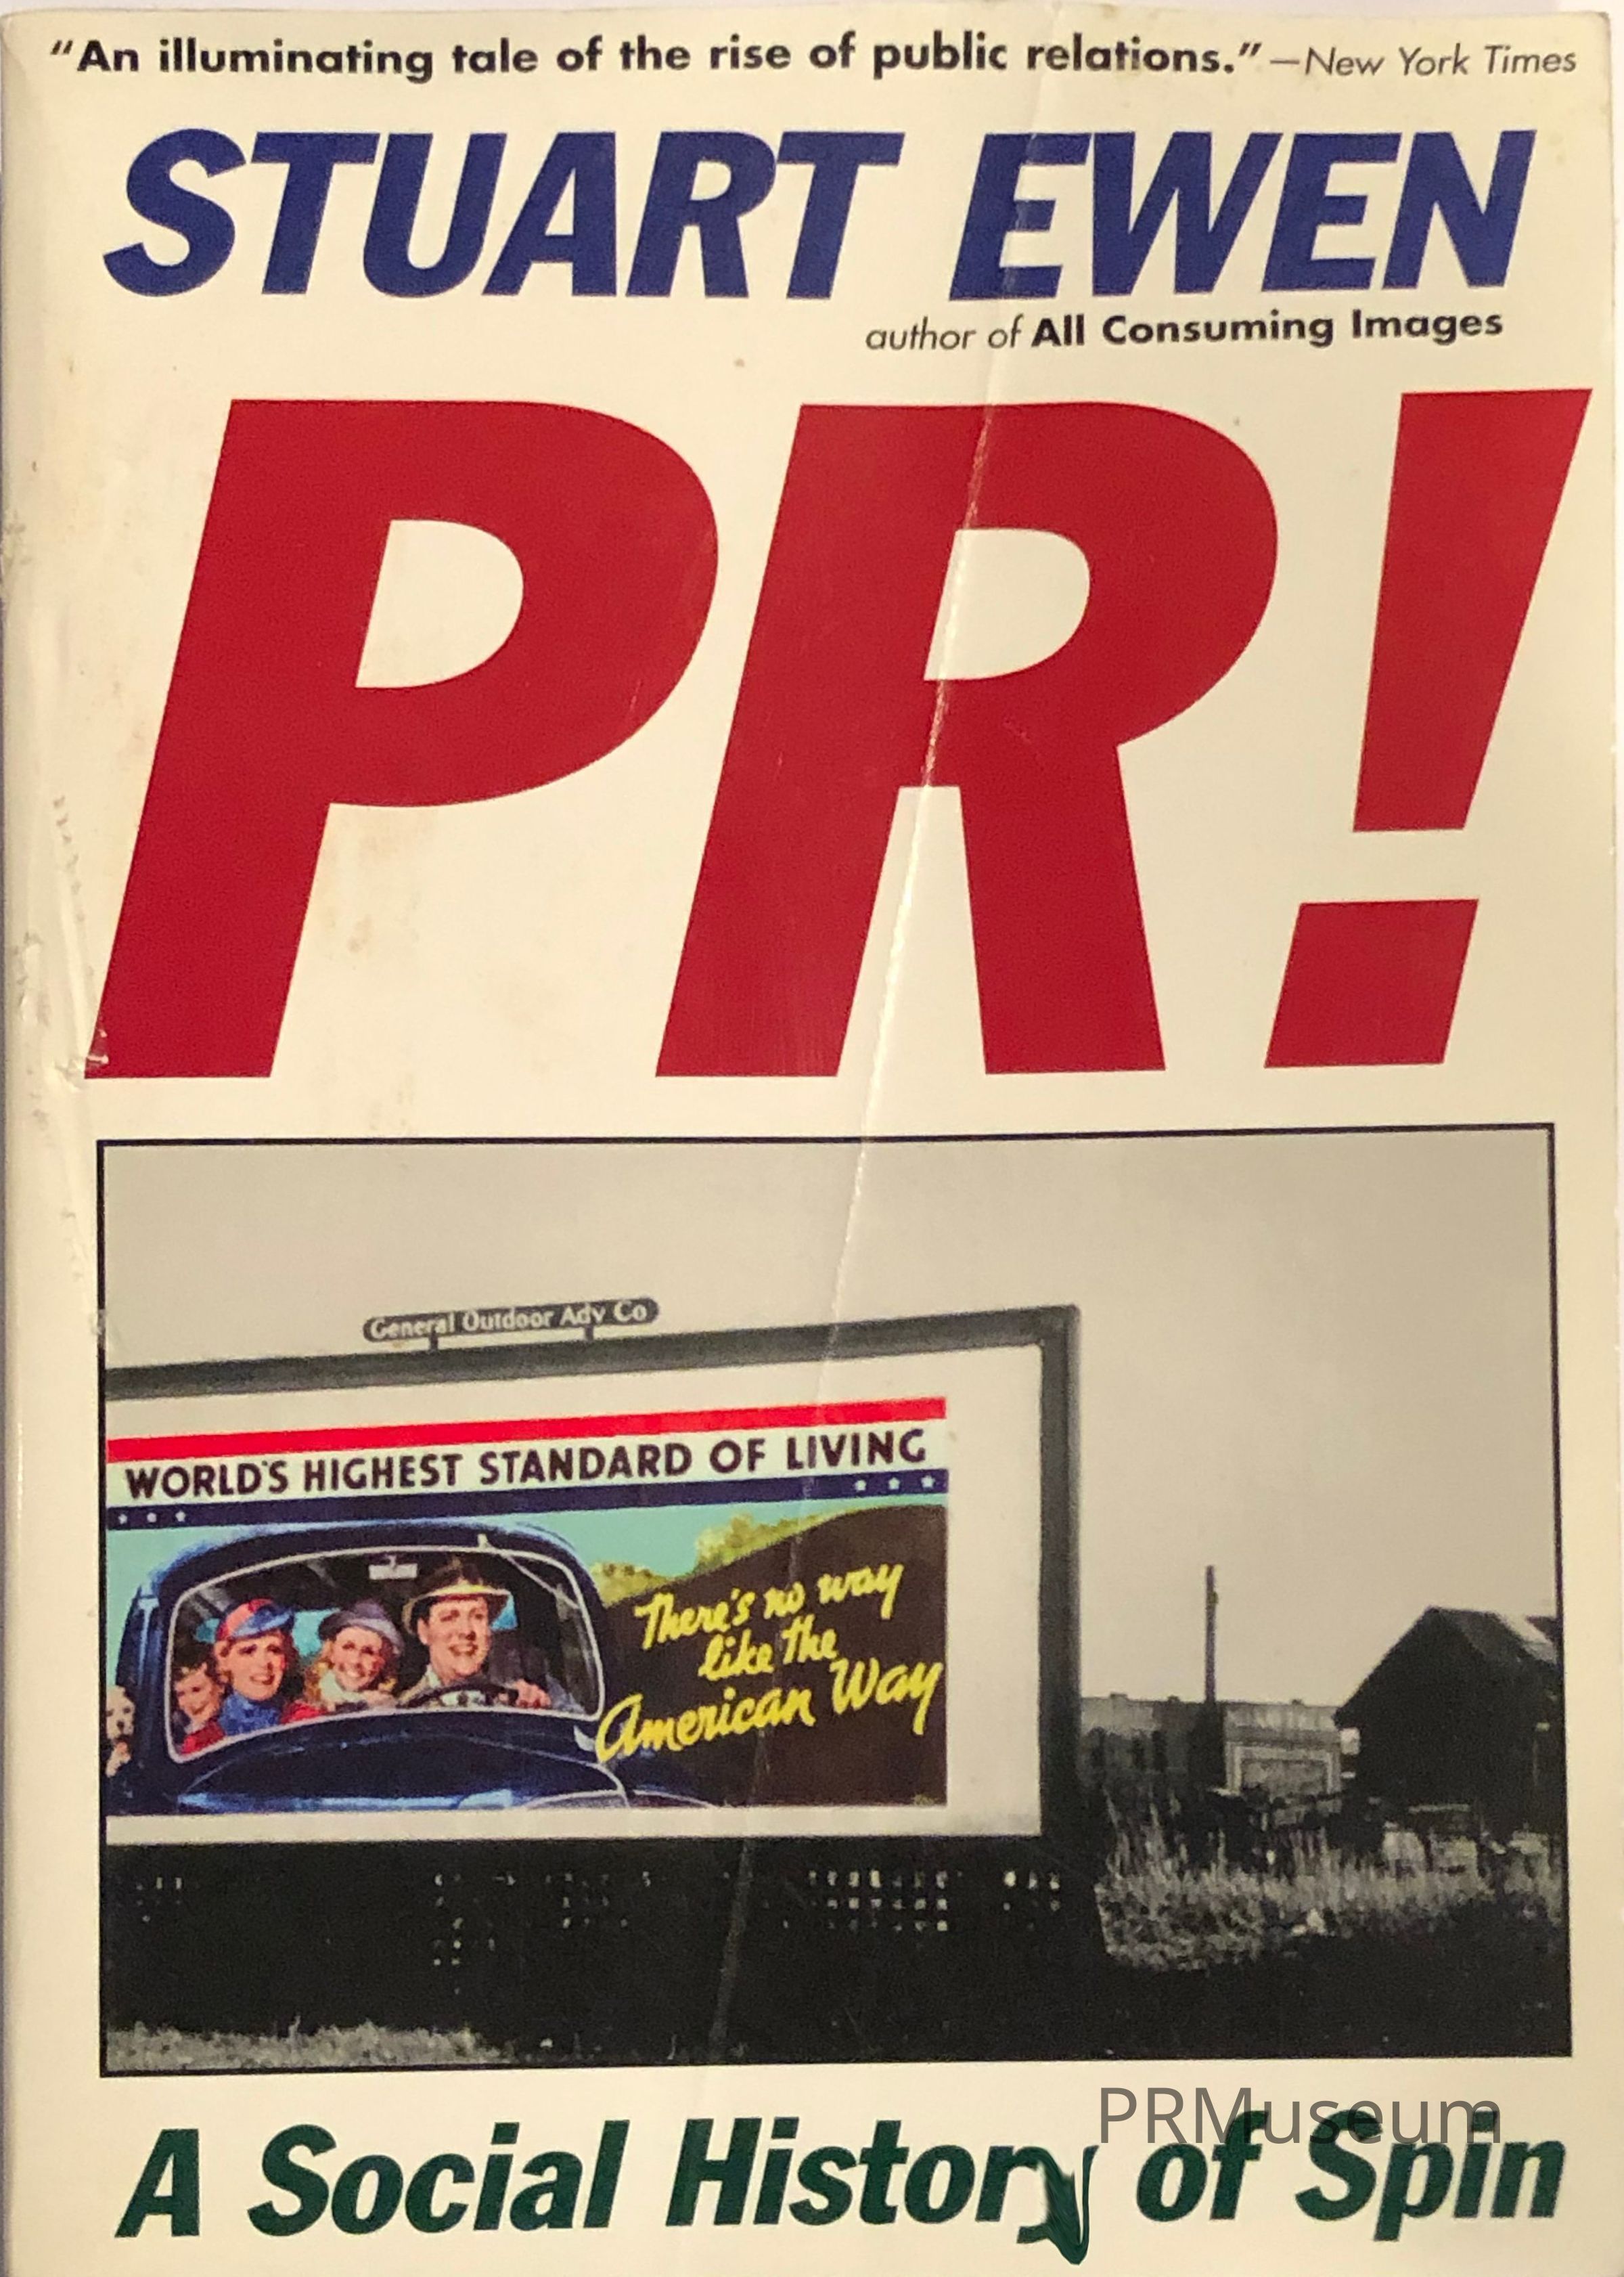 “An illuminating tale of the rise of public relations.”—New York Times
STUART EWEN
author of All Consuming Images
PR!
General Outdoor Adv Co
WORLD'S HIGHEST STANDARD OF LIVING
There's no way
like the
American Way
PRMuseum
A Social History of Spin